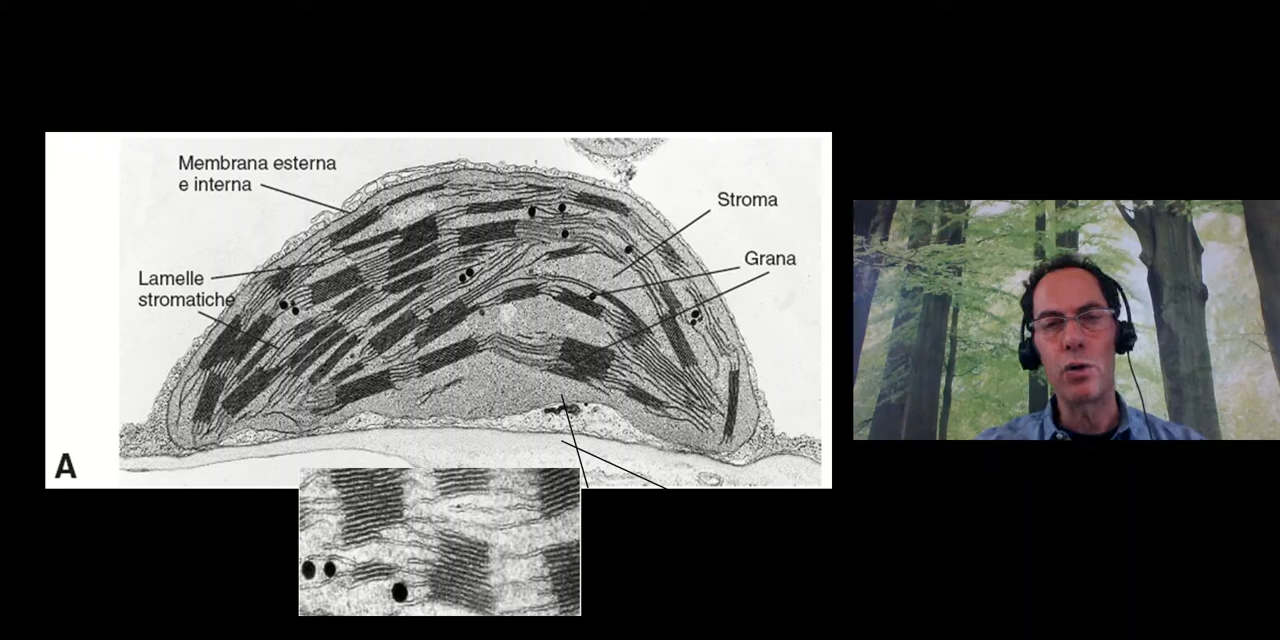 Membrana esterna
e interna
Stroma
Grana
Lamelle
stromatiche
A